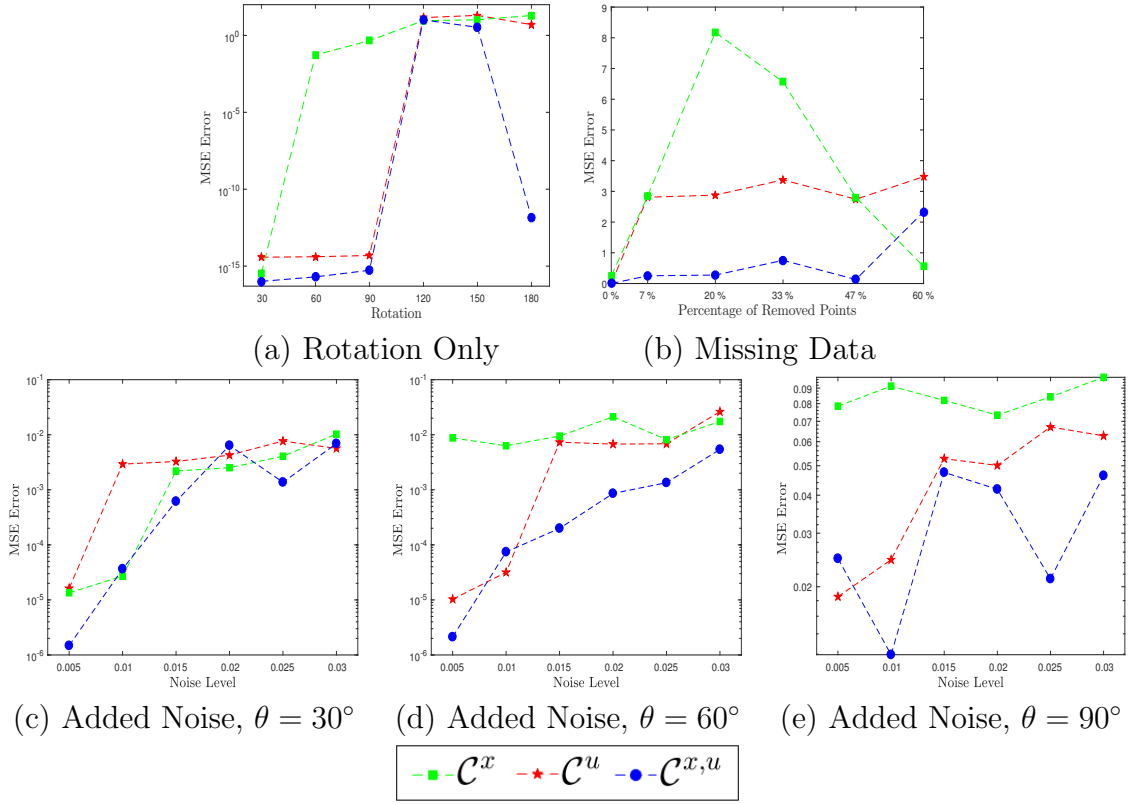 10^0
10^-5
10^-10
10^-15
MSE Error
30 60 90 120 150 180
Rotation
(a) Rotation Only
9
8
7
6
5
4
3
2
1
0
MSE Error
0 % 7 % 20 % 33 % 47 % 60 %
Percentage of Removed Points
(b) Missing Data
10^-1
10^-2
10^-3
10^-4
10^-5
10^-6
MSE Error
0.005 0.01 0.015 0.02 0.025 0.03
Noise Level
(c) Added Noise, θ = 30°
10^-1
10^-2
10^-3
10^-4
10^-5
10^-6
MSE Error
0.005 0.01 0.015 0.02 0.025 0.03
Noise Level
(d) Added Noise, θ = 60°
0.09
0.08
0.07
0.06
0.05
0.04
0.03
0.02
MSE Error
0.005 0.01 0.015 0.02 0.025 0.03
Noise Level
(e) Added Noise, θ = 90°
C^x C^u C^x,u